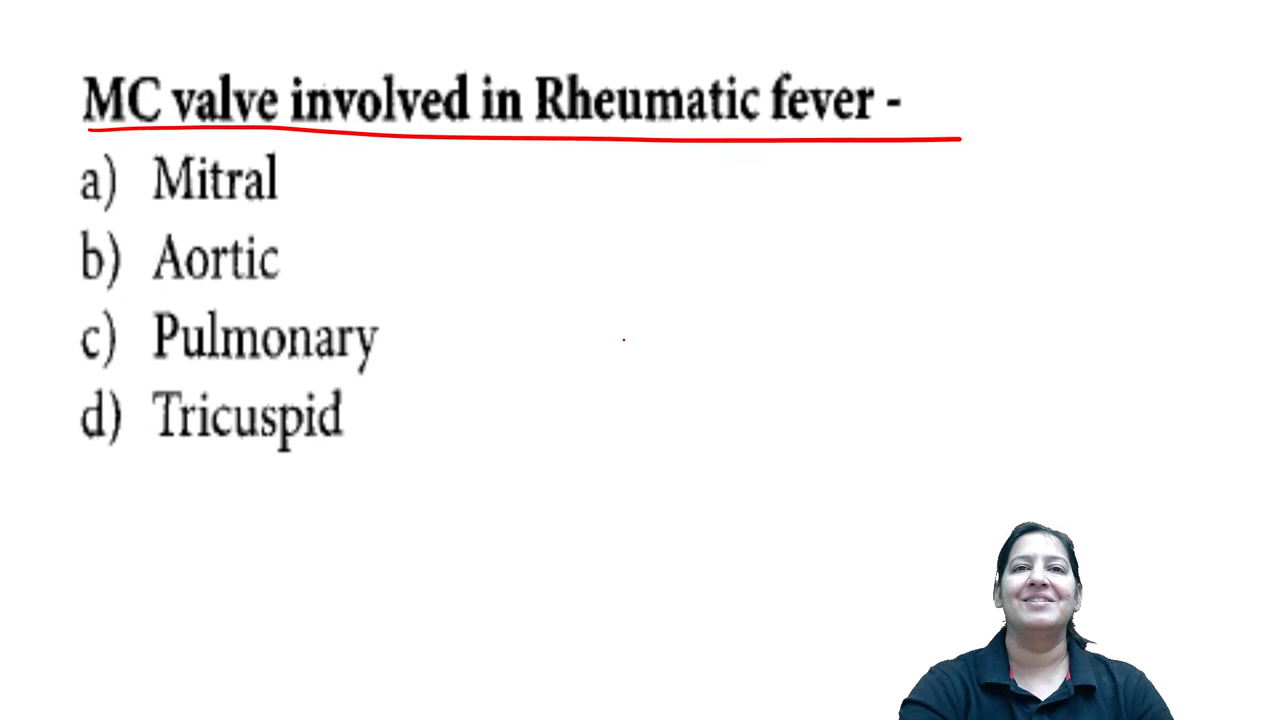 MC valve involved in Rheumatic fever -
a) Mitral
b) Aortic
c) Pulmonary
d) Tricuspid